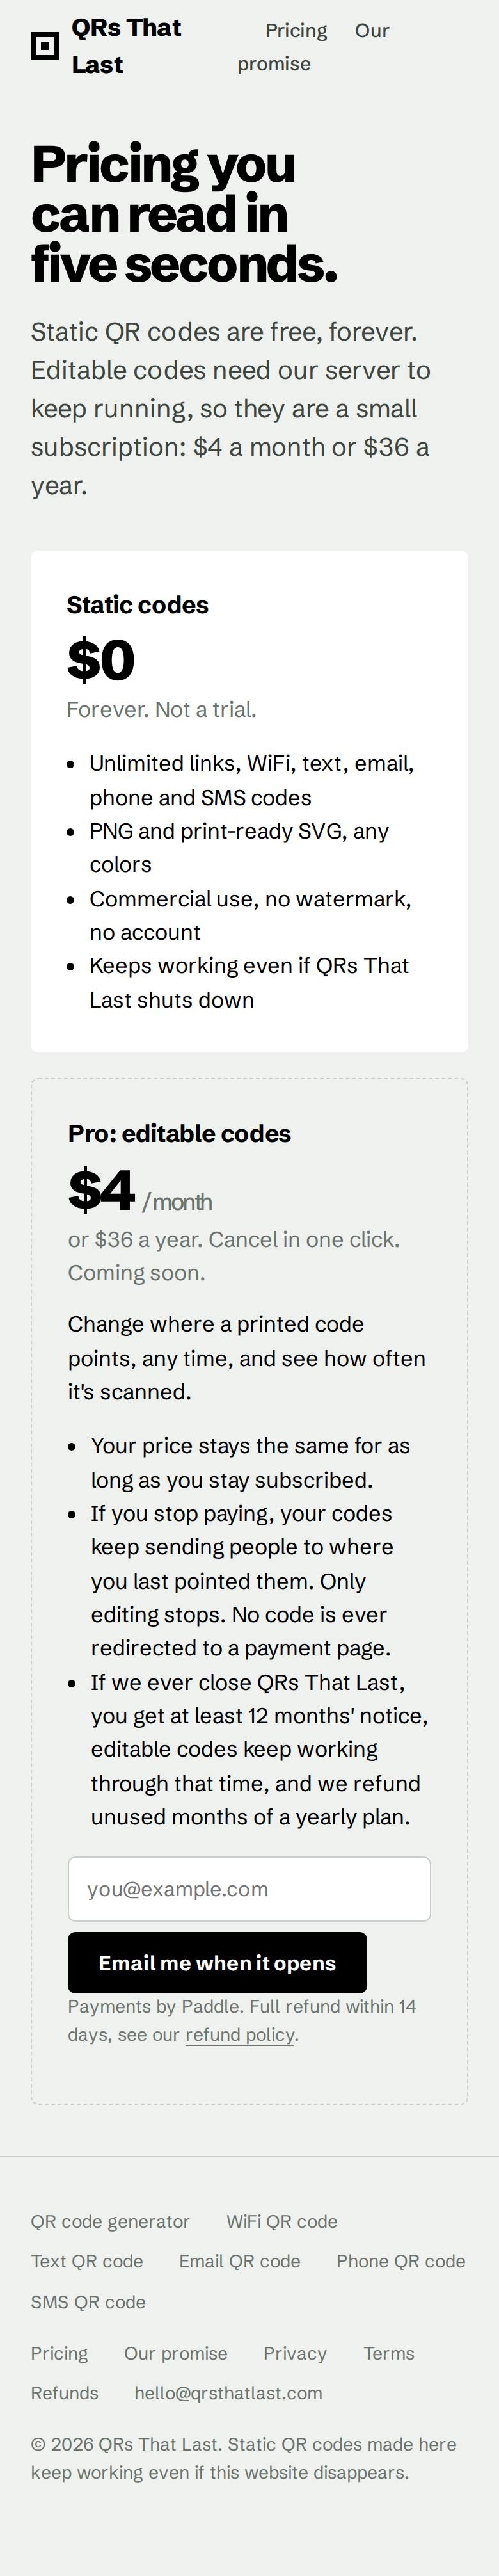 QRs That
Last
Pricing Our
promise
Pricing you
can read in
five seconds.
Static QR codes are free, forever.
Editable codes need our server to
keep running, so they are a small
subscription: $4 a month or $36 a
year.
Static codes
$0
Forever. Not a trial.
• Unlimited links, WiFi, text, email,
phone and SMS codes
• PNG and print-ready SVG, any
colors
• Commercial use, no watermark,
no account
• Keeps working even if QRs That
Last shuts down
Pro: editable codes
$4 /month
or $36 a year. Cancel in one click.
Coming soon.
Change where a printed code
points, any time, and see how often
it's scanned.
• Your price stays the same for as
long as you stay subscribed.
• If you stop paying, your codes
keep sending people to where
you last pointed them. Only
editing stops. No code is ever
redirected to a payment page.
• If we ever close QRs That Last,
you get at least 12 months' notice,
editable codes keep working
through that time, and we refund
unused months of a yearly plan.
you@example.com
Email me when it opens
Payments by Paddle. Full refund within 14
days, see our refund policy.
QR code generator WiFi QR code
Text QR code Email QR code Phone QR code
SMS QR code
Pricing Our promise Privacy Terms
Refunds hello@qrsthatlast.com
© 2026 QRs That Last. Static QR codes made here
keep working even if this website disappears.